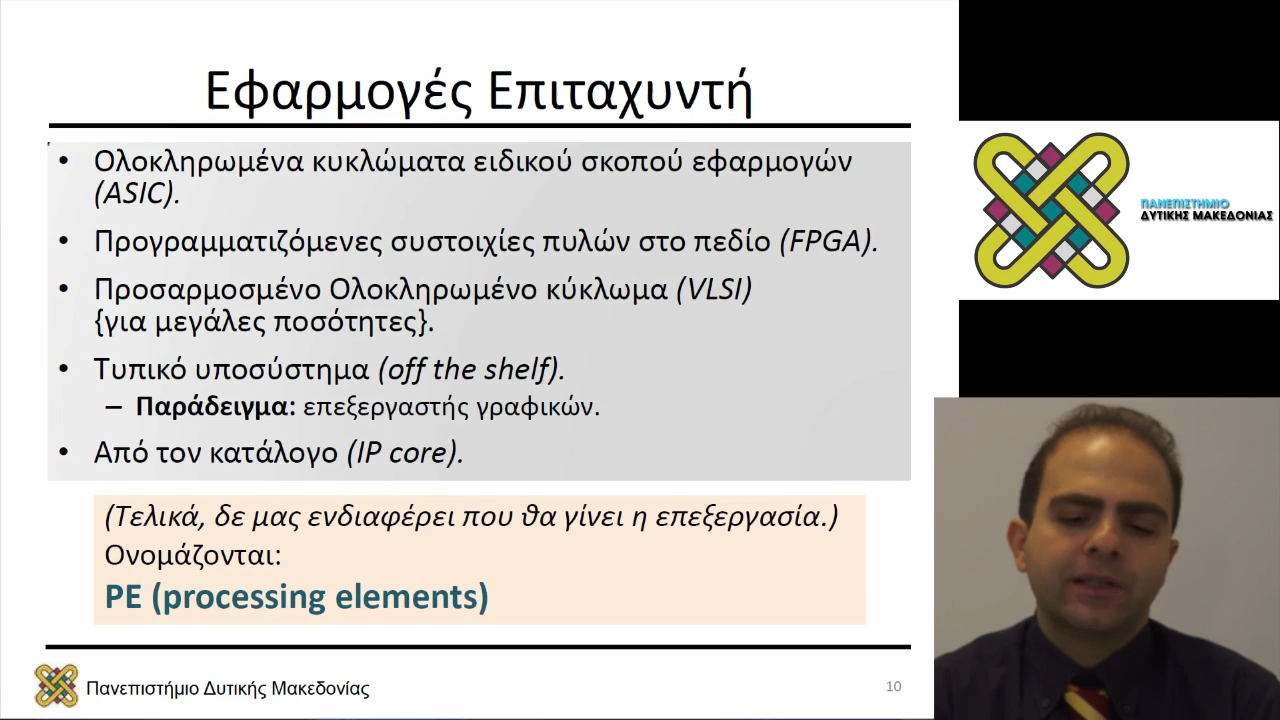 Εφαρμογές Επιταχυντή
• Ολοκληρωμένα κυκλώματα ειδικού σκοπού εφαρμογών
(ASIC).
• Προγραμματιζόμενες συστοιχίες πυλών στο πεδίο (FPGA).
• Προσαρμοσμένο Ολοκληρωμένο κύκλωμα (VLSI)
{για μεγάλες ποσότητες}.
• Τυπικό υποσύστημα (off the shelf).
– Παράδειγμα: επεξεργαστής γραφικών.
• Από τον κατάλογο (IP core).
(Τελικά, δε μας ενδιαφέρει που θα γίνει η επεξεργασία.)
Ονομάζονται:
PE (processing elements)
Πανεπιστήμιο Δυτικής Μακεδονίας
10
ΠΑΝΕΠΙΣΤΗΜΙΟ
ΔΥΤΙΚΗΣ ΜΑΚΕΔΟΝΙΑΣ